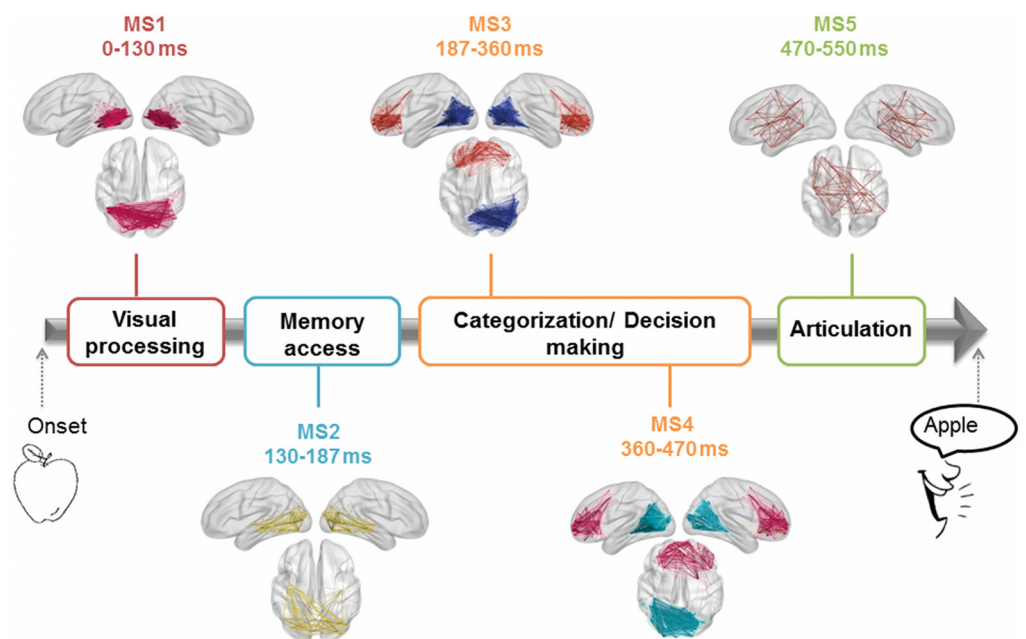 MS1
0-130 ms
MS3
187-360 ms
MS5
470-550 ms
Visual
processing
Memory
access
Categorization/ Decision
making
Articulation
Onset
MS2
130-187 ms
MS4
360-470 ms
Apple